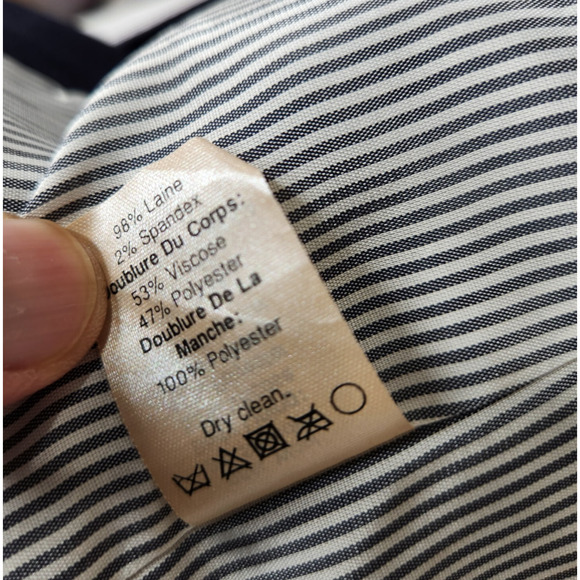 98% Laine
2% Spandex
Doublure Du Corps:
53% Viscose
47% Polyester
Doublure De La
Manche:
100% Polyester
Dry clean.